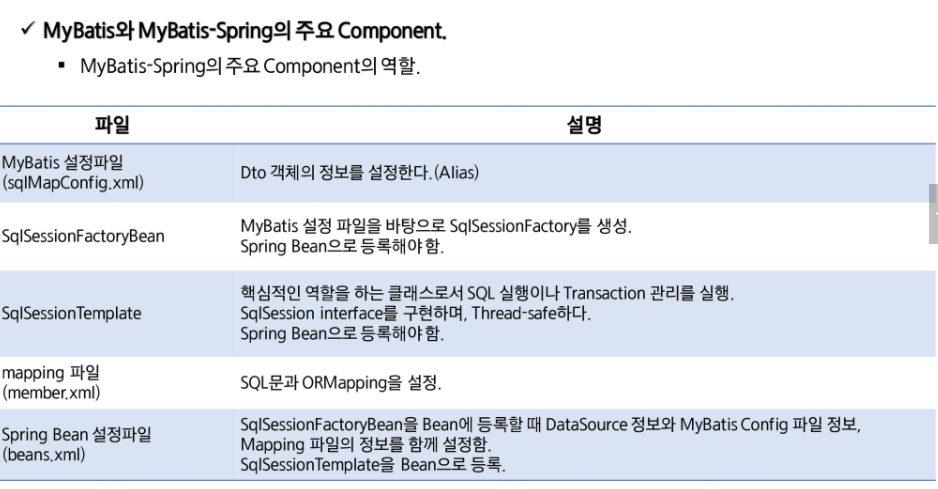 ✓ MyBatis와 MyBatis-Spring의 주요 Component.
▪ MyBatis-Spring의 주요 Component의 역할.
파일 설명
MyBatis 설정파일
(sqlMapConfig.xml)
Dto 객체의 정보를 설정한다.(Alias)
SqlSessionFactoryBean
MyBatis 설정 파일을 바탕으로 SqlSessionFactory를 생성.
Spring Bean으로 등록해야 함.
SqlSessionTemplate
핵심적인 역할을 하는 클래스로서 SQL 실행이나 Transaction 관리를 실행.
SqlSession interface를 구현하며, Thread-safe하다.
Spring Bean으로 등록해야 함.
mapping 파일
(member.xml)
SQL문과 ORMapping을 설정.
Spring Bean 설정파일
(beans.xml)
SqlSessionFactoryBean을 Bean에 등록할 때 DataSource 정보와 MyBatis Config 파일 정보,
Mapping 파일의 정보를 함께 설정함.
SqlSessionTemplate을 Bean으로 등록.